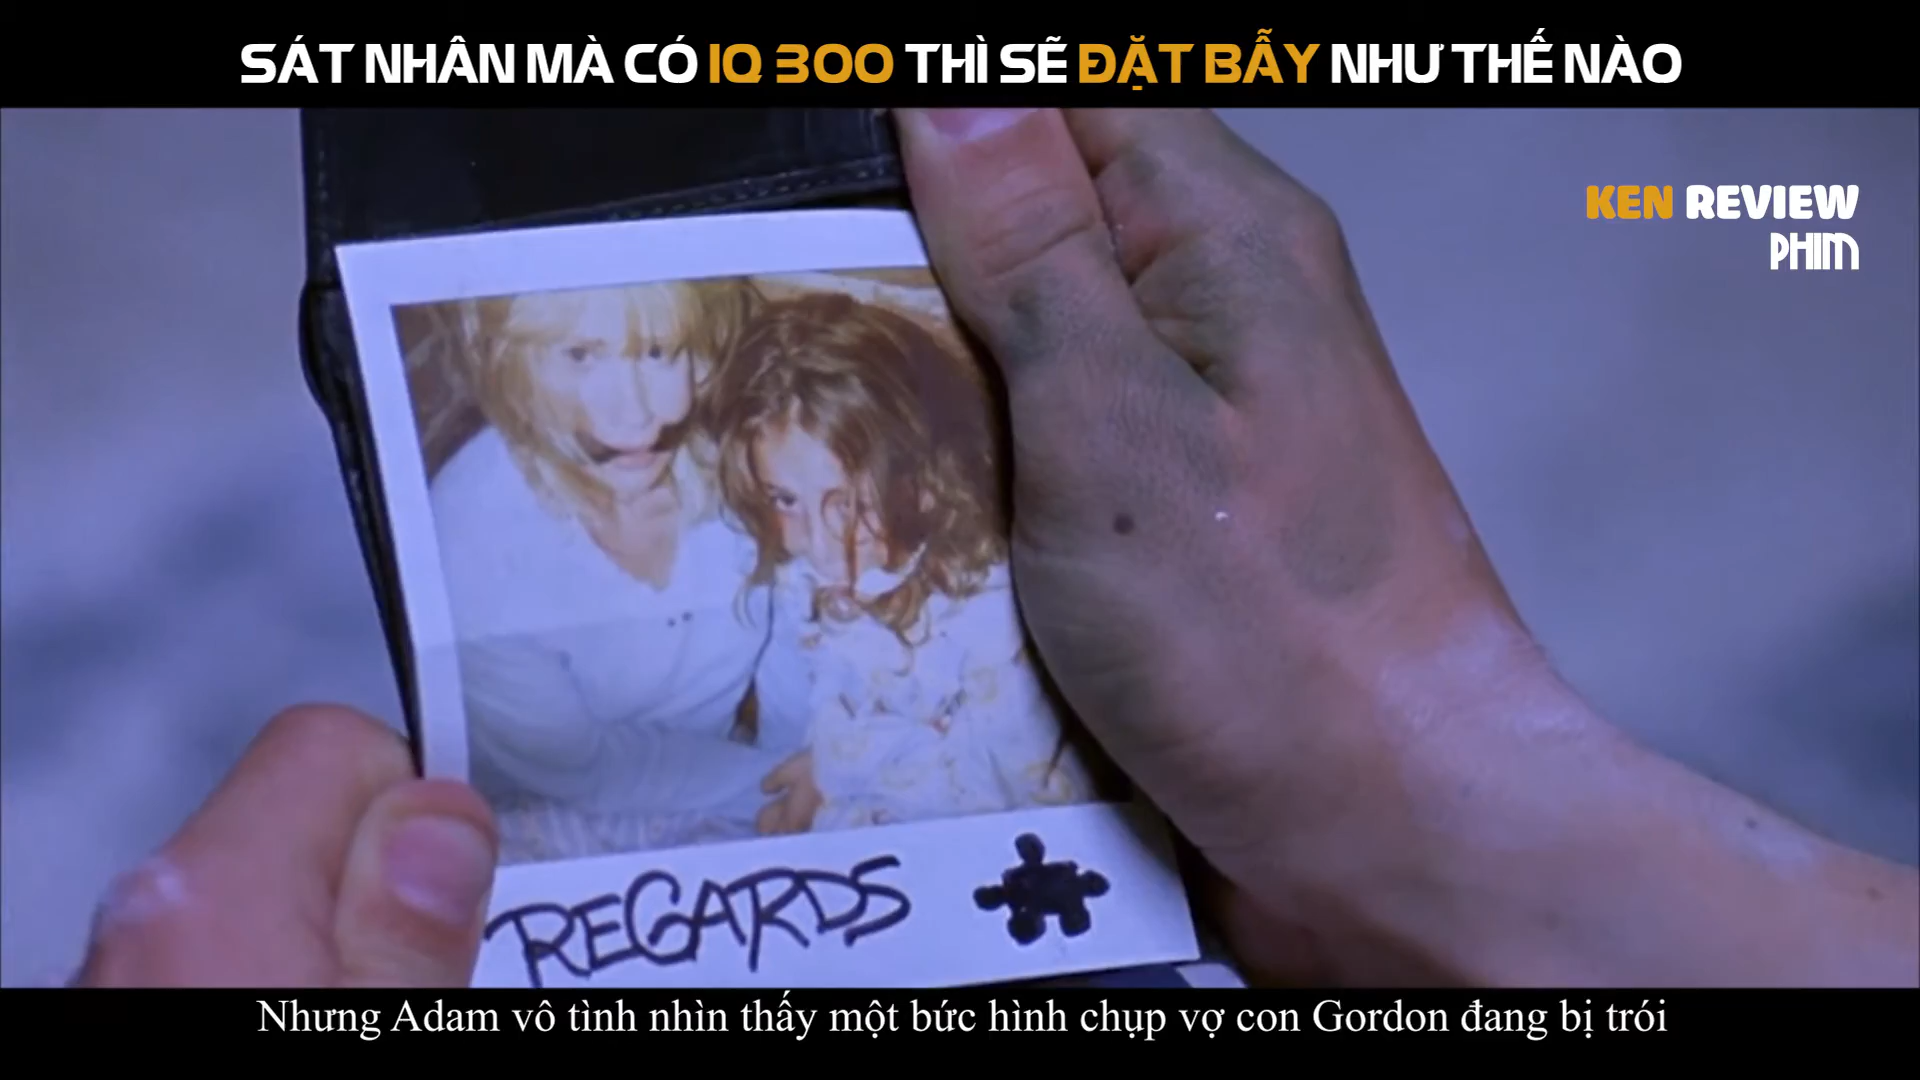 SÁT NHÂN MÀ CÓ IQ 300 THÌ SẼ ĐẶT BẪY NHƯ THẾ NÀO
KEN REVIEW
PHIM
REGARDS
Nhưng Adam vô tình nhìn thấy một bức hình chụp vợ con Gordon đang bị trói